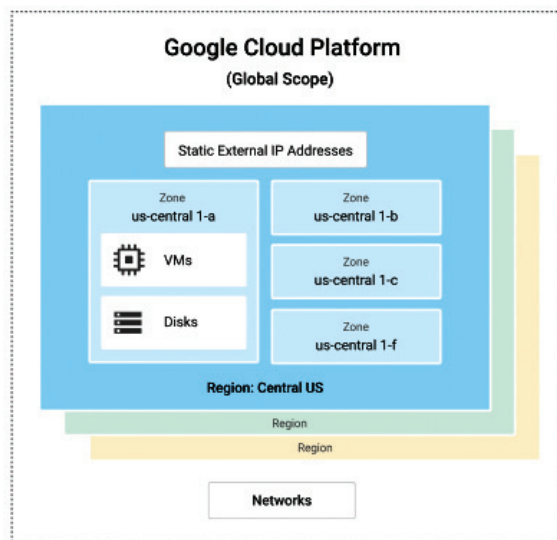 Google Cloud Platform
(Global Scope)
Static External IP Addresses
Zone
us-central 1-a
VMs
Disks
Zone
us-central 1-b
Zone
us-central 1-c
Zone
us-central 1-f
Region: Central US
Region
Region
Networks